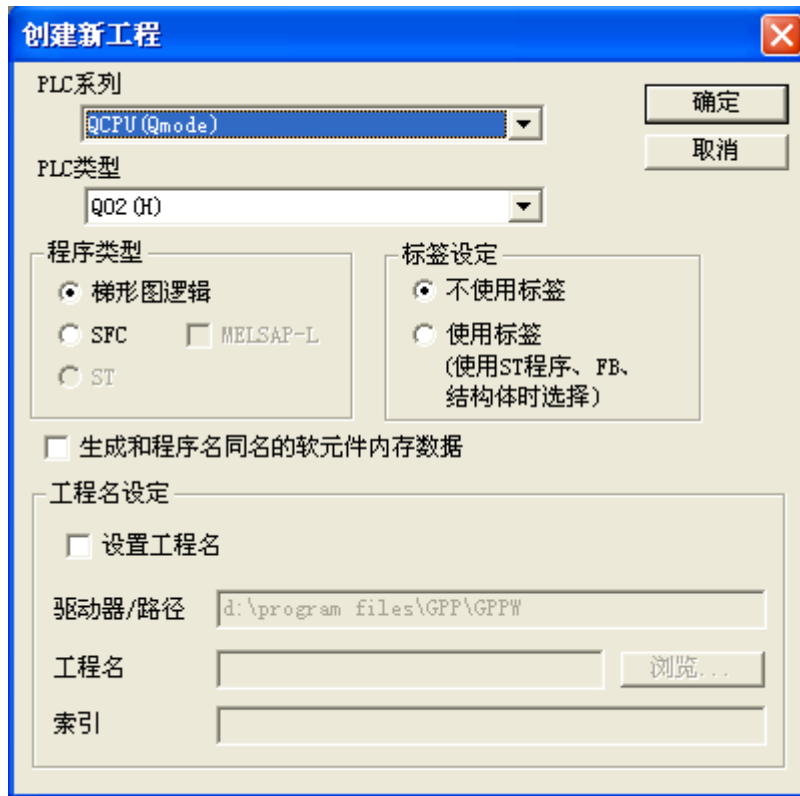 创建新工程
PLC系列
QCPU(Qmode)
确定
取消
PLC类型
Q02(H)
程序类型
梯形图逻辑
SFC
MELSAP-L
ST
标签设定
不使用标签
使用标签
(使用ST程序、FB、
结构体时选择)
生成和程序名同名的软元件内存数据
工程名设定
设置工程名
驱动器/路径
d:\program files\GPP\GPPW
工程名
浏览...
索引